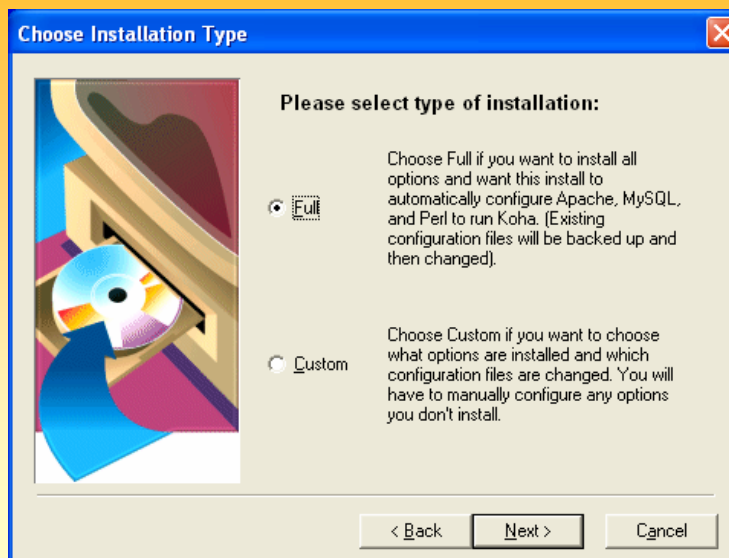 Choose Installation Type
Please select type of installation:
Full
Choose Full if you want to install all
options and want this install to
automatically configure Apache, MySQL,
and Perl to run Koha. (Existing
configuration files will be backed up and
then changed).
Custom
Choose Custom if you want to choose
what options are installed and which
configuration files are changed. You will
have to manually configure any options
you don't install.
< Back Next > Cancel